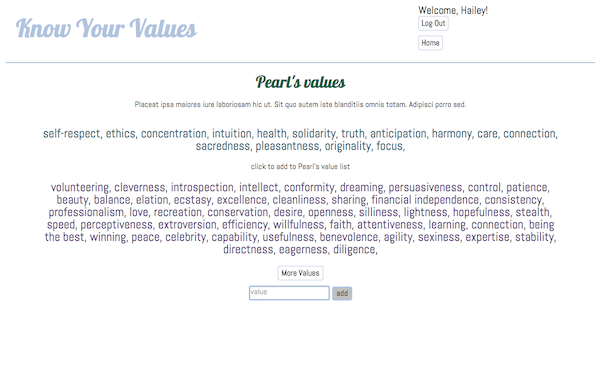 Know Your Values
Welcome, Hailey!
Log Out
Home
Pearl's values
Placeat ipsa maiores iure laboriosam hic ut. Sit quo autem iste blanditiis omnis totam. Adipisci porro sed.
self-respect, ethics, concentration, intuition, health, solidarity, truth, anticipation, harmony, care, connection,
sacredness, pleasantness, originality, focus,
click to add to Pearl's value list
volunteering, cleverness, introspection, intellect, conformity, dreaming, persuasiveness, control, patience,
beauty, balance, elation, ecstasy, excellence, cleanliness, sharing, financial independence, consistency,
professionalism, love, recreation, conservation, desire, openness, silliness, lightness, hopefulness, stealth,
speed, perceptiveness, extroversion, efficiency, willfulness, faith, attentiveness, learning, connection, being
the best, winning, peace, celebrity, capability, usefulness, benevolence, agility, sexiness, expertise, stability,
directness, eagerness, diligence,
More Values
value
add